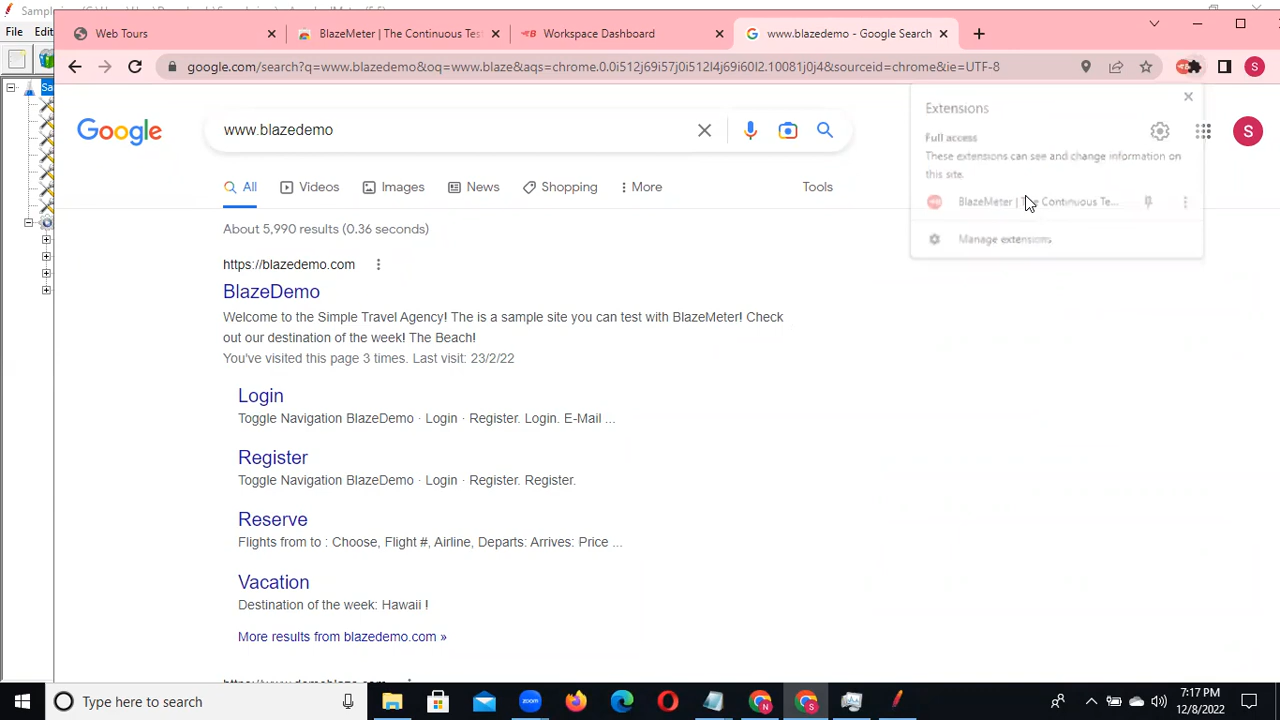 File Edi
Web Tours
BlazeMeter | The Continuous Tes
Workspace Dashboard
www.blazedemo - Google Search
google.com/search?q=www.blazedemo&oq=www.blaze&aqs=chrome.0.0i512j69i57j0i512l4j69i60l2.10081j0j4&sourceid=chrome&ie=UTF-8
S
Sa
Google
www.blazedemo
S
Extensions
Full access
These extensions can see and change information on
this site.
BlazeMeter | The Continuous Te...
Manage extensions
All
Videos
Images
News
Shopping
More
Tools
About 5,990 results (0.36 seconds)
https://blazedemo.com
BlazeDemo
Welcome to the Simple Travel Agency! The is a sample site you can test with BlazeMeter! Check
out our destination of the week! The Beach!
You've visited this page 3 times. Last visit: 23/2/22
Login
Toggle Navigation BlazeDemo · Login · Register. Login. E-Mail ...
Register
Toggle Navigation BlazeDemo · Login · Register. Register.
Reserve
Flights from to : Choose, Flight #, Airline, Departs: Arrives: Price ...
Vacation
Destination of the week: Hawaii !
More results from blazedemo.com »
Type here to search
zoom
N
S
7:17 PM
12/8/2022